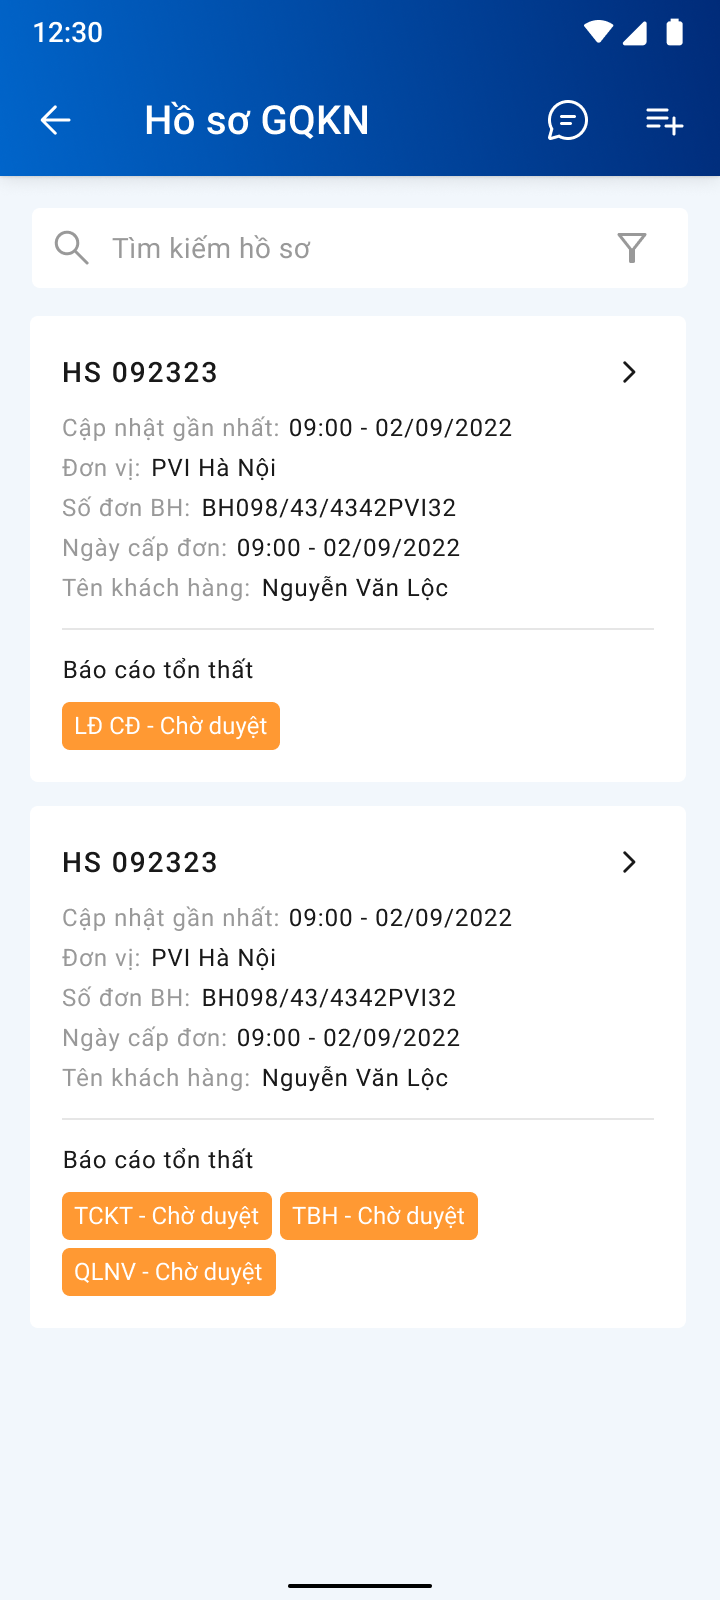 12:30
Hồ sơ GQKN
Tìm kiếm hồ sơ
HS 092323
Cập nhật gần nhất: 09:00 - 02/09/2022
Đơn vị: PVI Hà Nội
Số đơn BH: BH098/43/4342PVI32
Ngày cấp đơn: 09:00 - 02/09/2022
Tên khách hàng: Nguyễn Văn Lộc
Báo cáo tổn thất
LĐ CĐ - Chờ duyệt
HS 092323
Cập nhật gần nhất: 09:00 - 02/09/2022
Đơn vị: PVI Hà Nội
Số đơn BH: BH098/43/4342PVI32
Ngày cấp đơn: 09:00 - 02/09/2022
Tên khách hàng: Nguyễn Văn Lộc
Báo cáo tổn thất
TCKT - Chờ duyệt TBH - Chờ duyệt
QLNV - Chờ duyệt